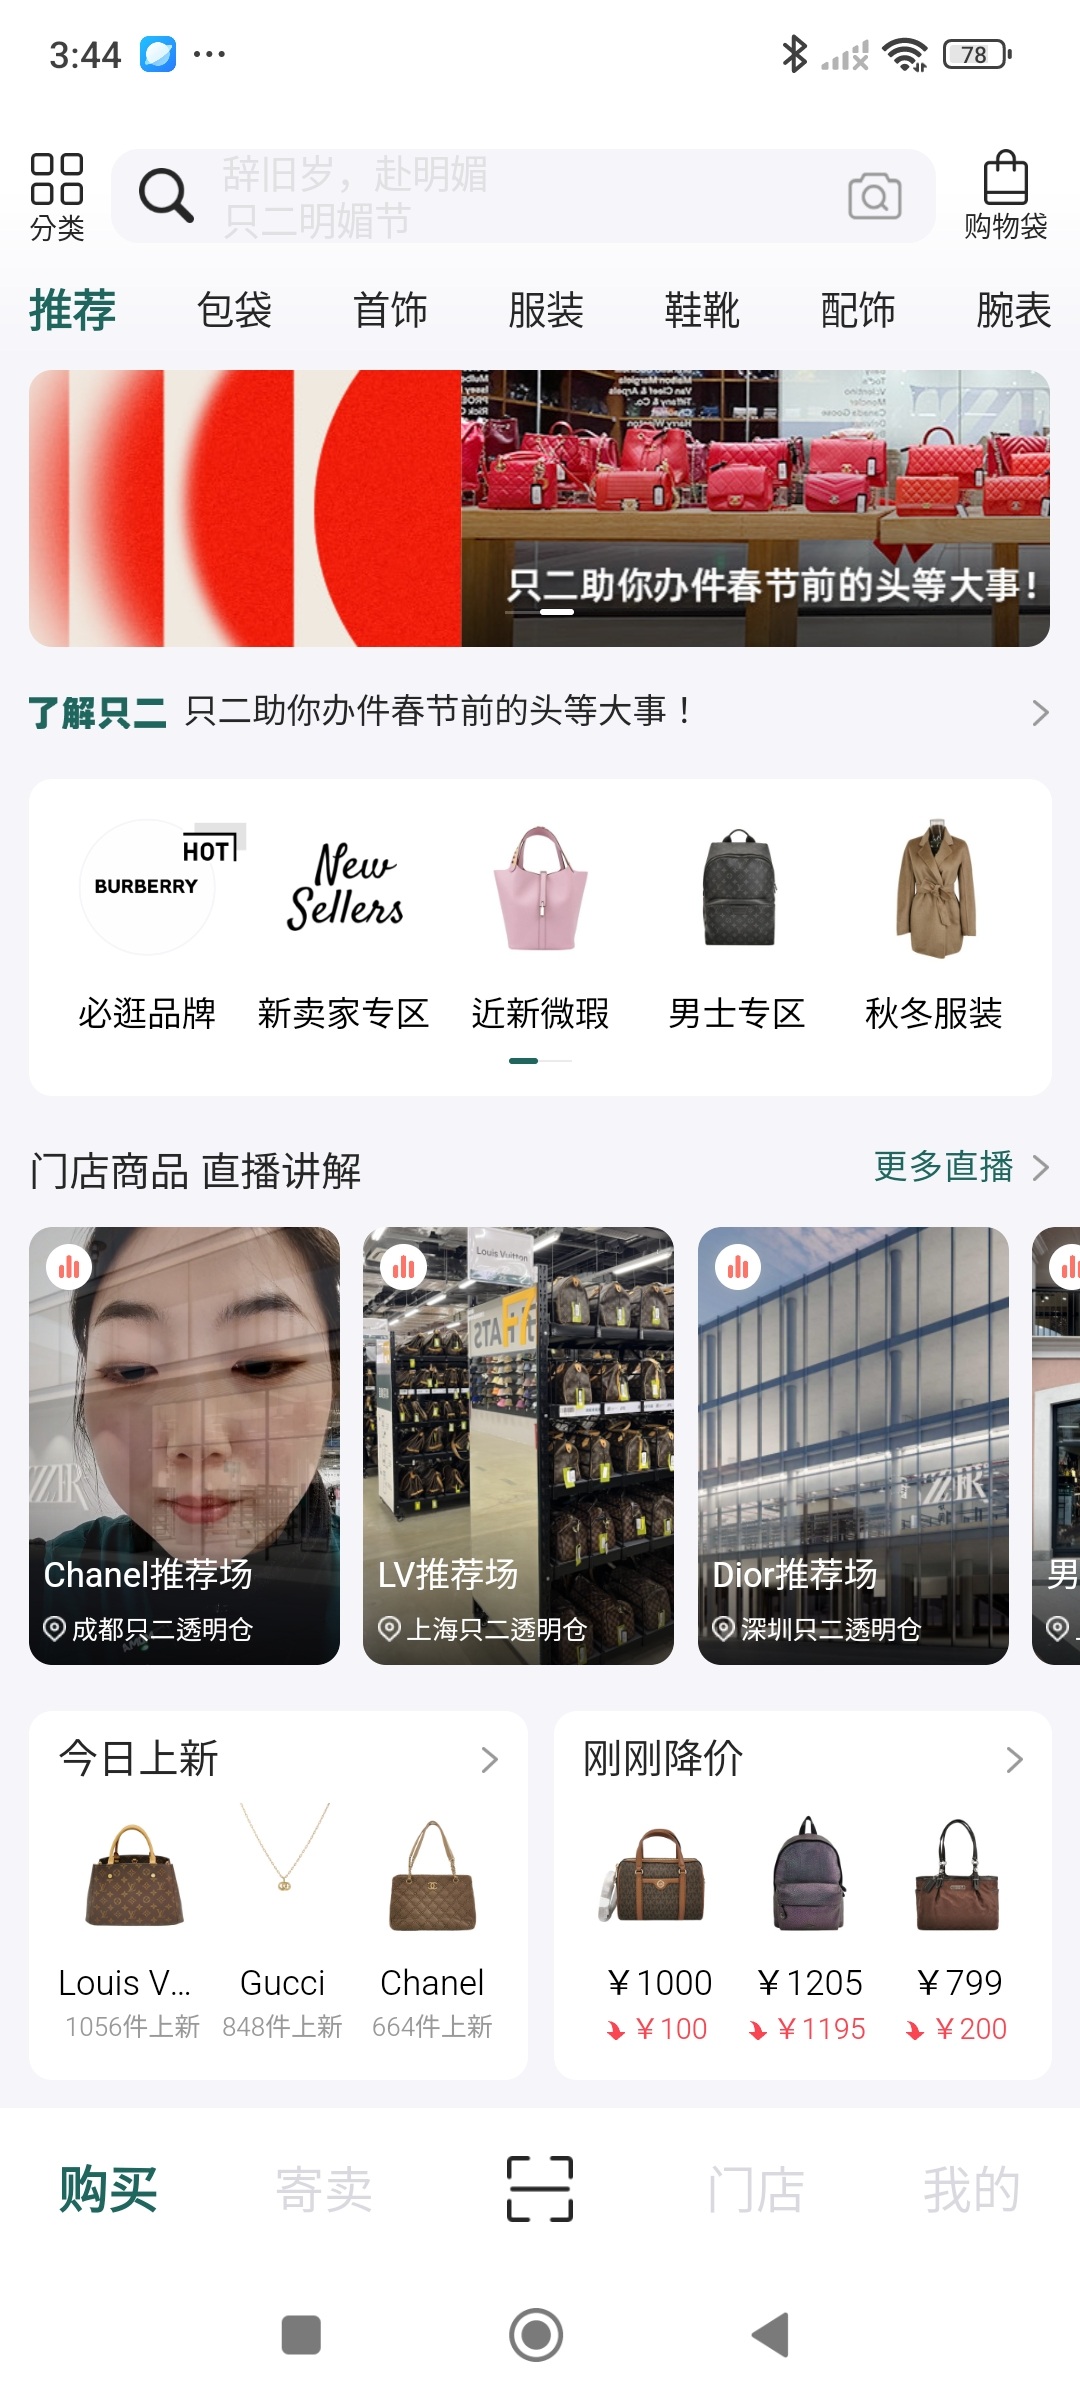 3:44
78
分类
辞旧岁，赴明媚
只二明媚节
购物袋
推荐 包袋 首饰 服装 鞋靴 配饰 腕表
只二助你办件春节前的头等大事！
了解只二 只二助你办件春节前的头等大事！
HOT
BURBERRY
New
Sellers
必逛品牌 新卖家专区 近新微瑕 男士专区 秋冬服装
门店商品 直播讲解
更多直播
Louis Vuitton
ZZIR
ZZIR
Chanel推荐场 LV推荐场 Dior推荐场 男
成都只二透明仓 上海只二透明仓 深圳只二透明仓
今日上新
刚刚降价
Louis V... Gucci Chanel
1056件上新 848件上新 664件上新
￥1000 ￥1205 ￥799
￥100 ￥1195 ￥200
购买 寄卖 门店 我的